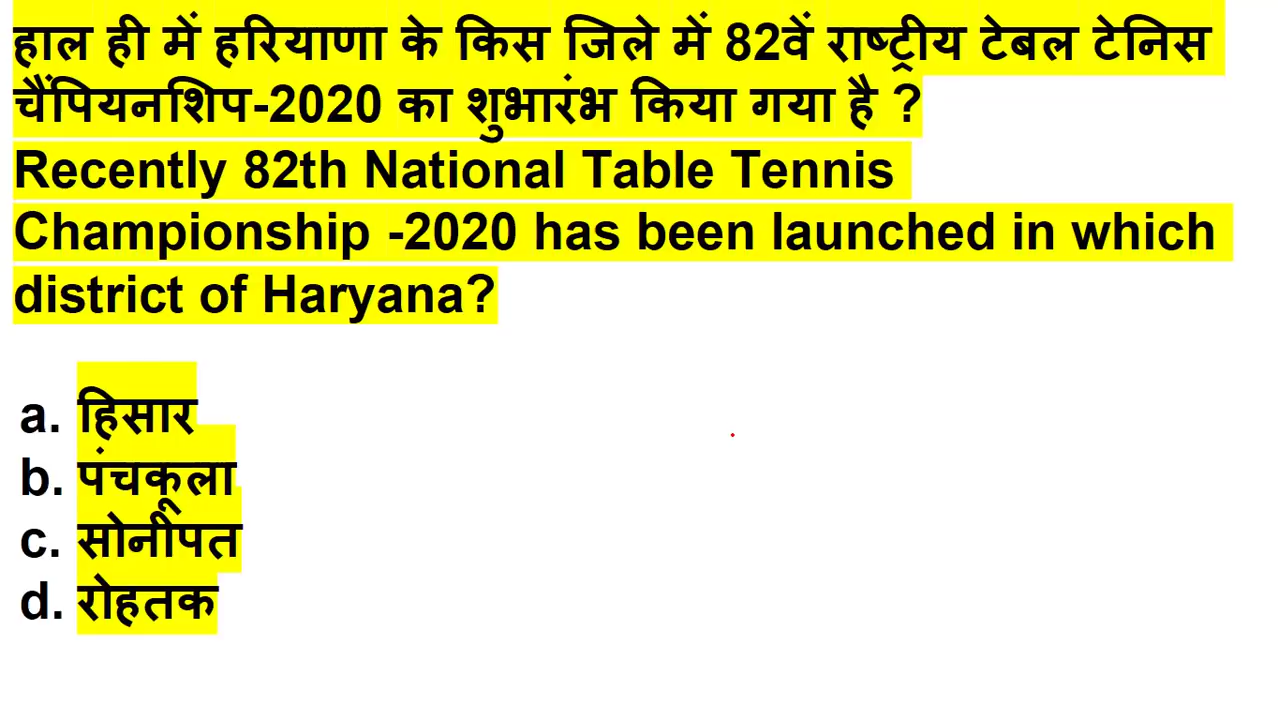 हाल ही में हरियाणा के किस जिले में 82वें राष्ट्रीय टेबल टेनिस
चैंपियनशिप-2020 का शुभारंभ किया गया है ?
Recently 82th National Table Tennis
Championship -2020 has been launched in which
district of Haryana?
a. हिसार
b. पंचकूला
c. सोनीपत
d. रोहतक